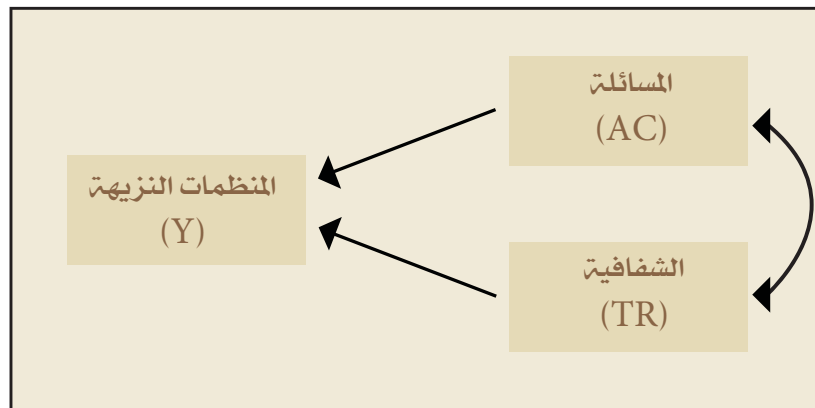 المسائلة
(AC)
المنظمات النزيهة
(Y)
الشفافية
(TR)